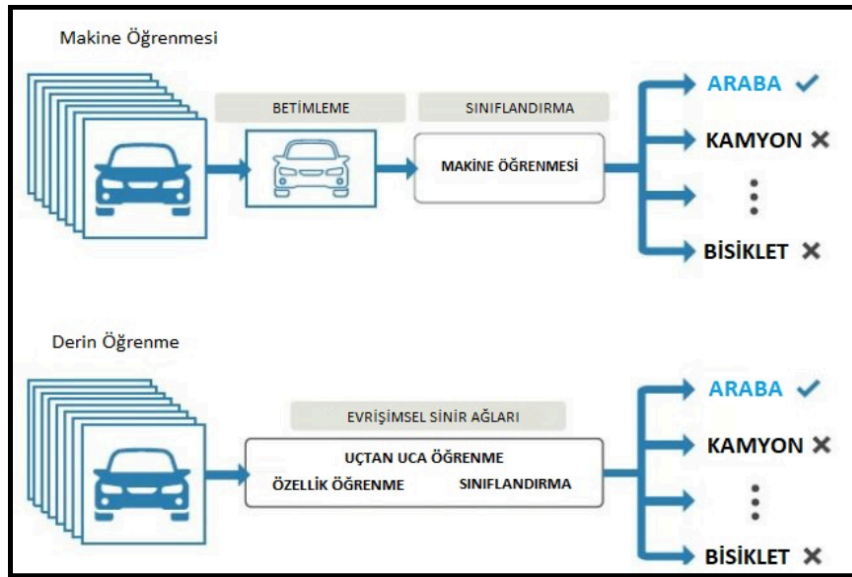 Makine Öğrenmesi
BETİMLEME
SINIFLANDIRMA
MAKİNE ÖĞRENMESİ
ARABA
KAMYON
BİSİKLET
Derin Öğrenme
EVRİŞİMSEL SİNİR AĞLARI
UÇTAN UCA ÖĞRENME
ÖZELLİK ÖĞRENME SINIFLANDIRMA
ARABA
KAMYON
BİSİKLET